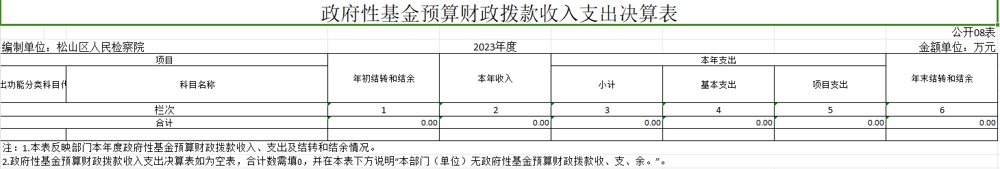 政府性基金预算财政拨款收入支出决算表
公开08表
编制单位：松山区人民检察院 2023年度 金额单位：万元
项目 年初结转和结余 本年收入 本年支出 年末结转和结余
出功能分类科目代 科目名称 小计 基本支出 项目支出
栏次 1 2 3 4 5 6
合计 0.00 0.00 0.00 0.00 0.00 0.00
注：1.本表反映部门本年度政府性基金预算财政拨款收入、支出及结转和结余情况。
2.政府性基金预算财政拨款收入支出决算表如为空表，合计数需填0，并在本表下方说明“本部门（单位）无政府性基金预算财政拨款收、支、余。”。